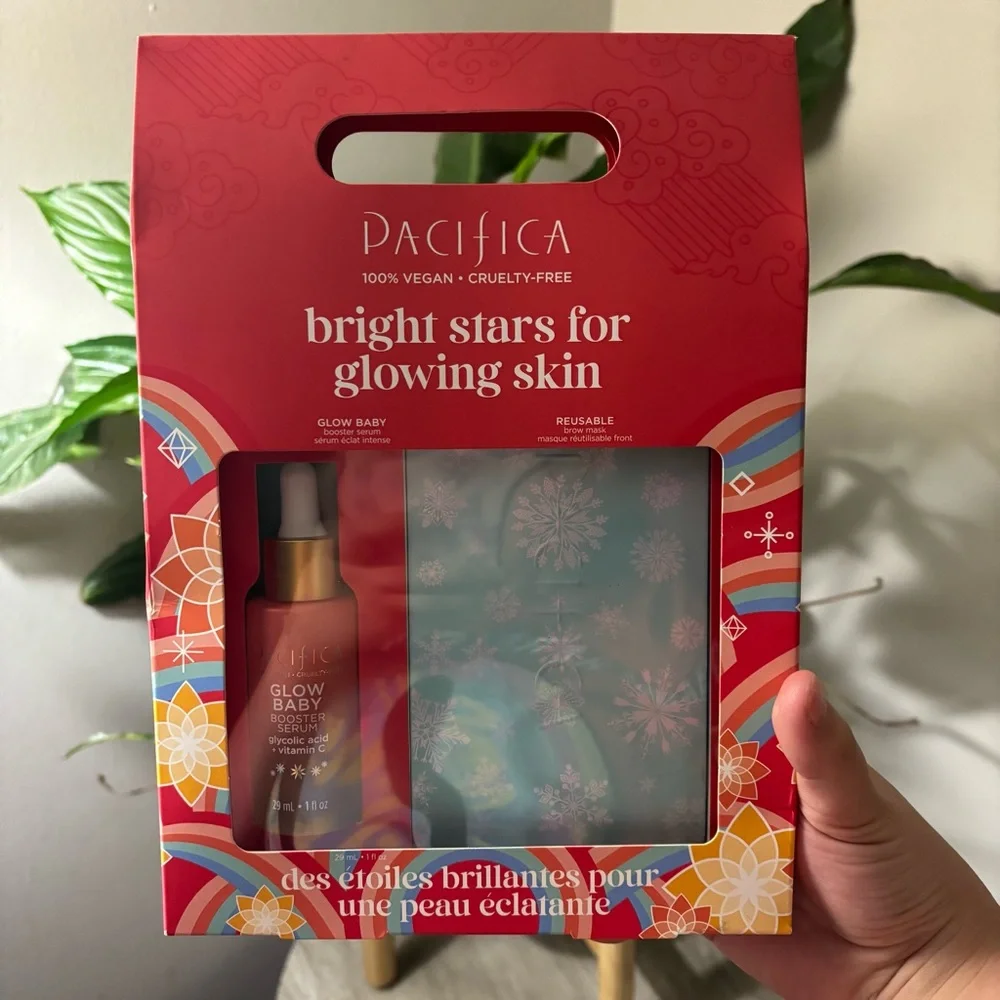 PACIFICA
100% VEGAN • CRUELTY-FREE
bright stars for
glowing skin
GLOW BABY
booster serum
sérum éclat intense
REUSABLE
brow mask
masque réutilisable front
GLOW
BABY
BOOSTER
SERUM
glycolic acid
+ vitamin C
29 mL • 1 fl oz
29 mL • 1 fl oz
des étoiles brillantes pour
une peau éclatante